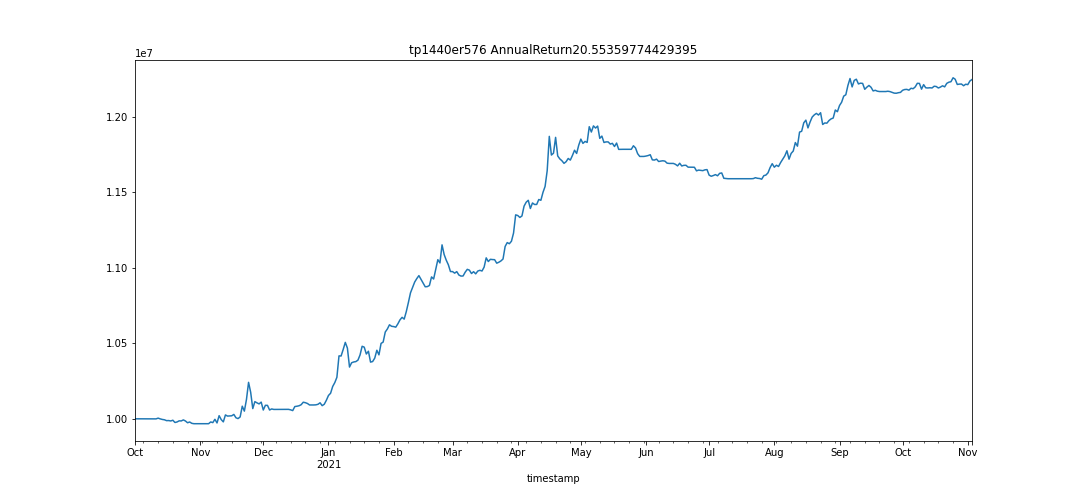 tp1440er576 AnnualReturn20.55359774429395
1e7
1.20
1.15
1.10
1.05
1.00
Oct Nov Dec Jan Feb Mar Apr May Jun Jul Aug Sep Oct Nov
2021
timestamp